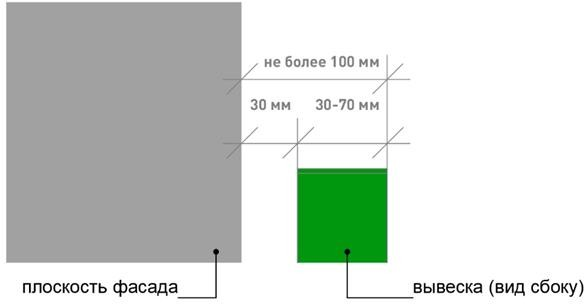 не более 100 мм
30 мм 30-70 мм
плоскость фасада вывеска (вид сбоку)